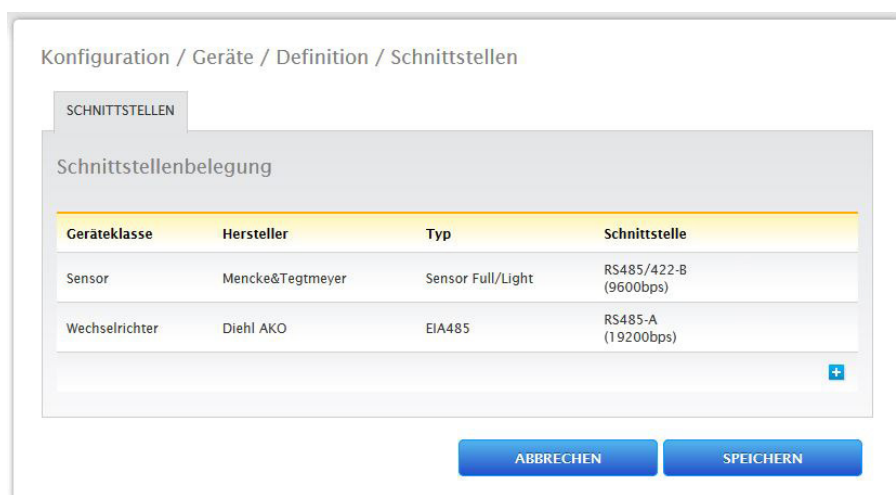 Konfiguration / Geräte / Definition / Schnittstellen
SCHNITTSTELLEN
Schnittstellenbelegung
Geräteklasse Hersteller Typ Schnittstelle
Sensor Mencke&Tegtmeyer Sensor Full/Light RS485/422-B
(9600bps)
Wechselrichter Diehl AKO EIA485 RS485-A
(19200bps)
ABBRECHEN SPEICHERN